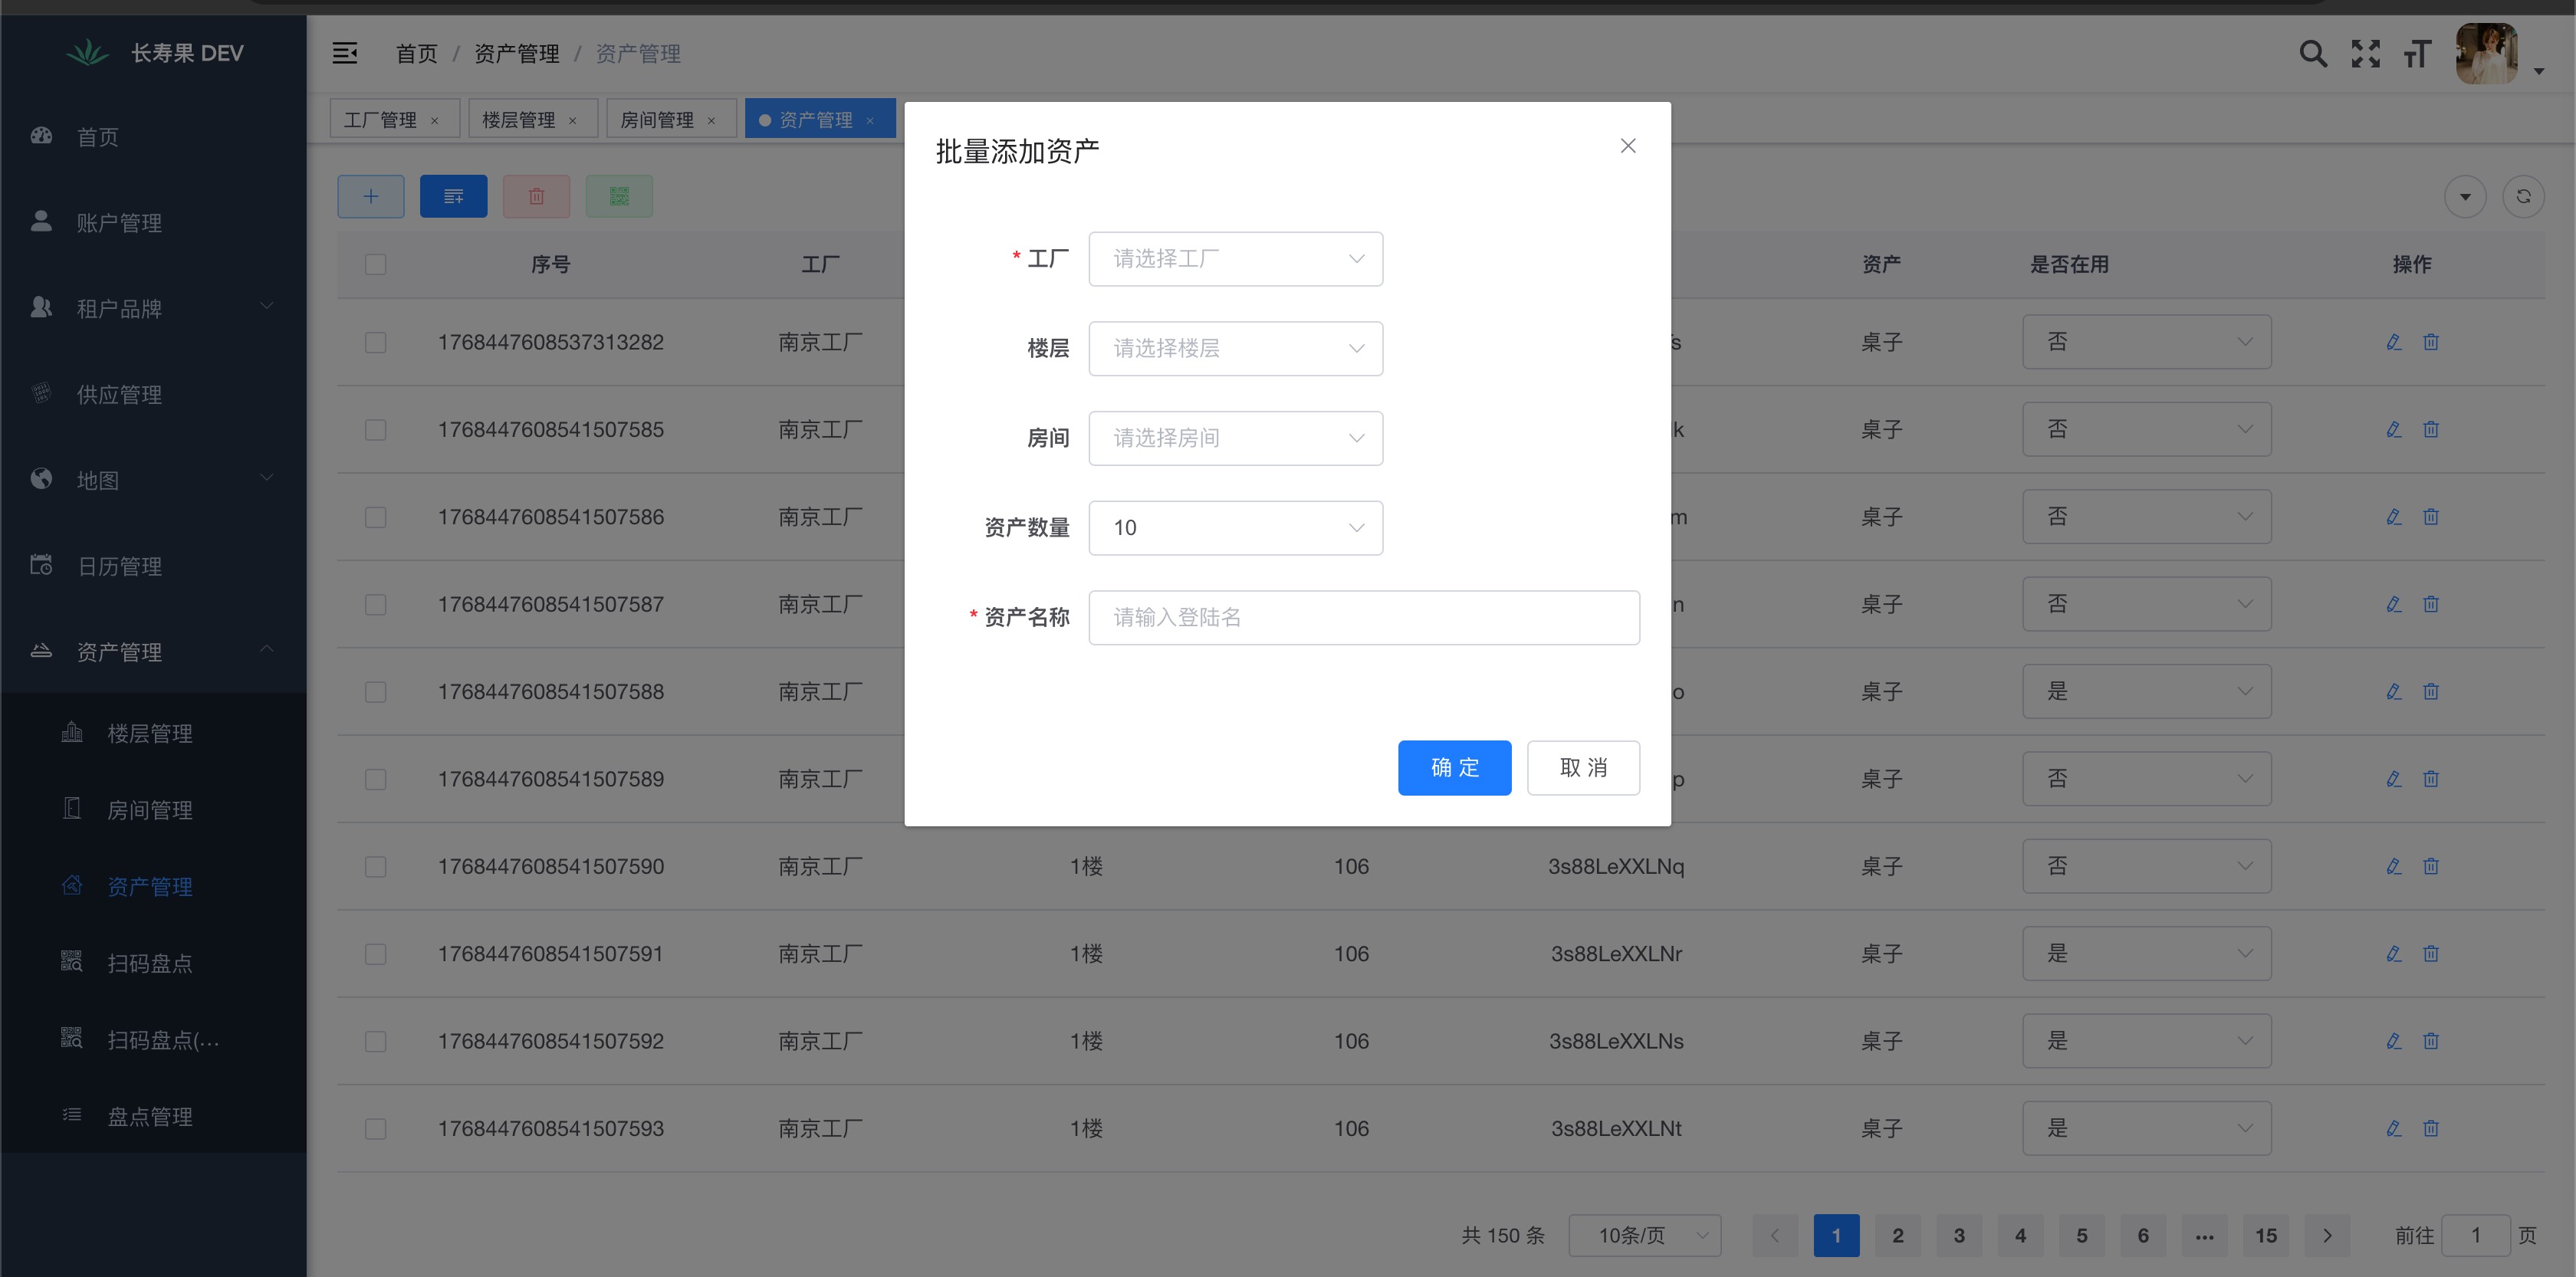 长寿果 DEV
首页 / 资产管理 / 资产管理
首页
账户管理
租户品牌
供应管理
地图
日历管理
资产管理
楼层管理
房间管理
资产管理
扫码盘点
扫码盘点(...
盘点管理
工厂管理 × 楼层管理 × 房间管理 × 资产管理 ×
批量添加资产
* 工厂 请选择工厂
楼层 请选择楼层
房间 请选择房间
资产数量 10
* 资产名称 请输入登陆名
确 定 取 消
序号 工厂 资产 是否在用 操作
1768447608537313282 南京工厂 s 桌子 否
1768447608541507585 南京工厂 k 桌子 否
1768447608541507586 南京工厂 m 桌子 否
1768447608541507587 南京工厂 n 桌子 否
1768447608541507588 南京工厂 o 桌子 是
1768447608541507589 南京工厂 p 桌子 否
1768447608541507590 南京工厂 1楼 106 3s88LeXXLNq 桌子 否
1768447608541507591 南京工厂 1楼 106 3s88LeXXLNr 桌子 是
1768447608541507592 南京工厂 1楼 106 3s88LeXXLNs 桌子 是
1768447608541507593 南京工厂 1楼 106 3s88LeXXLNt 桌子 是
共 150 条 10条/页 1 2 3 4 5 6 ... 15 前往 1 页